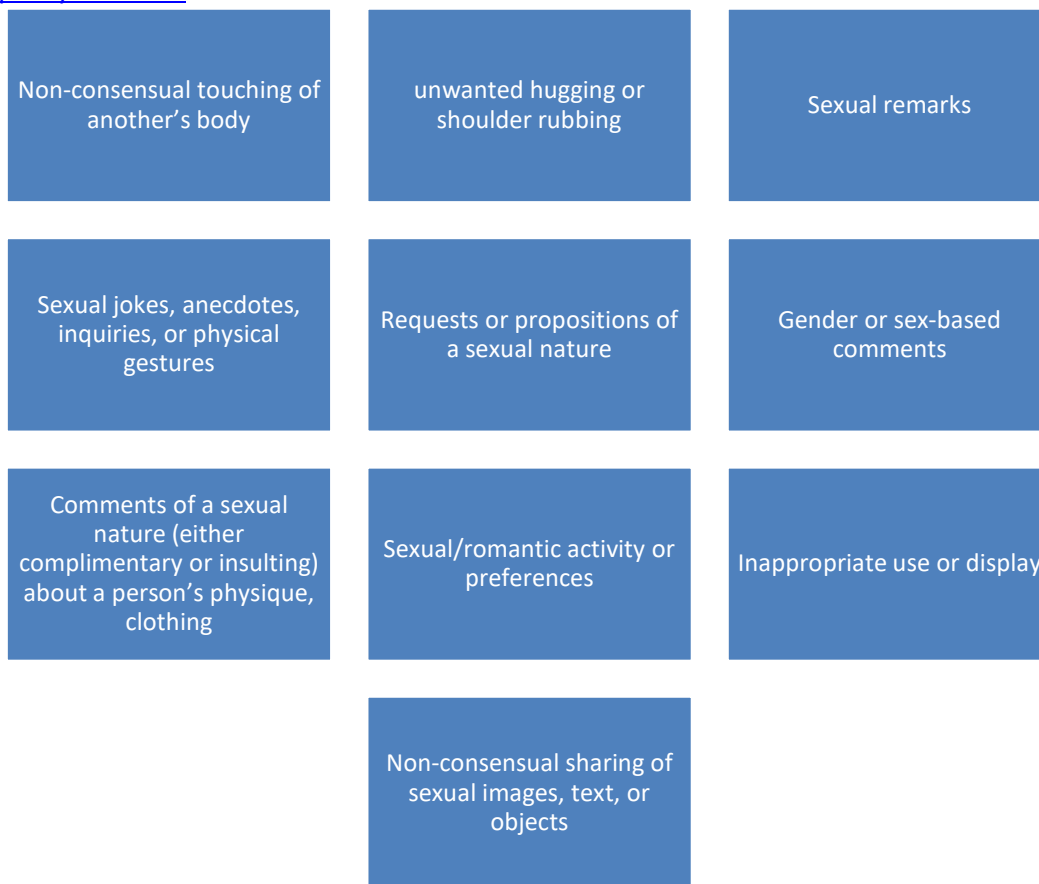 Non-consensual touching of
another’s body
unwanted hugging or
shoulder rubbing
Sexual remarks
Sexual jokes, anecdotes,
inquiries, or physical
gestures
Requests or propositions of
a sexual nature
Gender or sex-based
comments
Comments of a sexual
nature (either
complimentary or insulting)
about a person’s physique,
clothing
Sexual/romantic activity or
preferences
Inappropriate use or display
Non-consensual sharing of
sexual images, text, or
objects